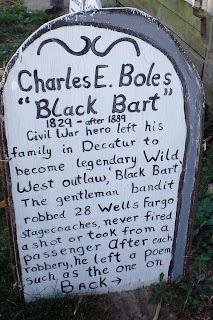 Charles E. Boles
"Black Bart"
1829 - after 1889
Civil War hero left his
family in Decatur to
become legendary Wild
West outlaw, Black Bart
The gentleman bandit
robbed 28 Wells Fargo
stagecoaches, never fired
a shot or took from a
passenger. After each
robbery, he left a poem
such as the one on
BACK →